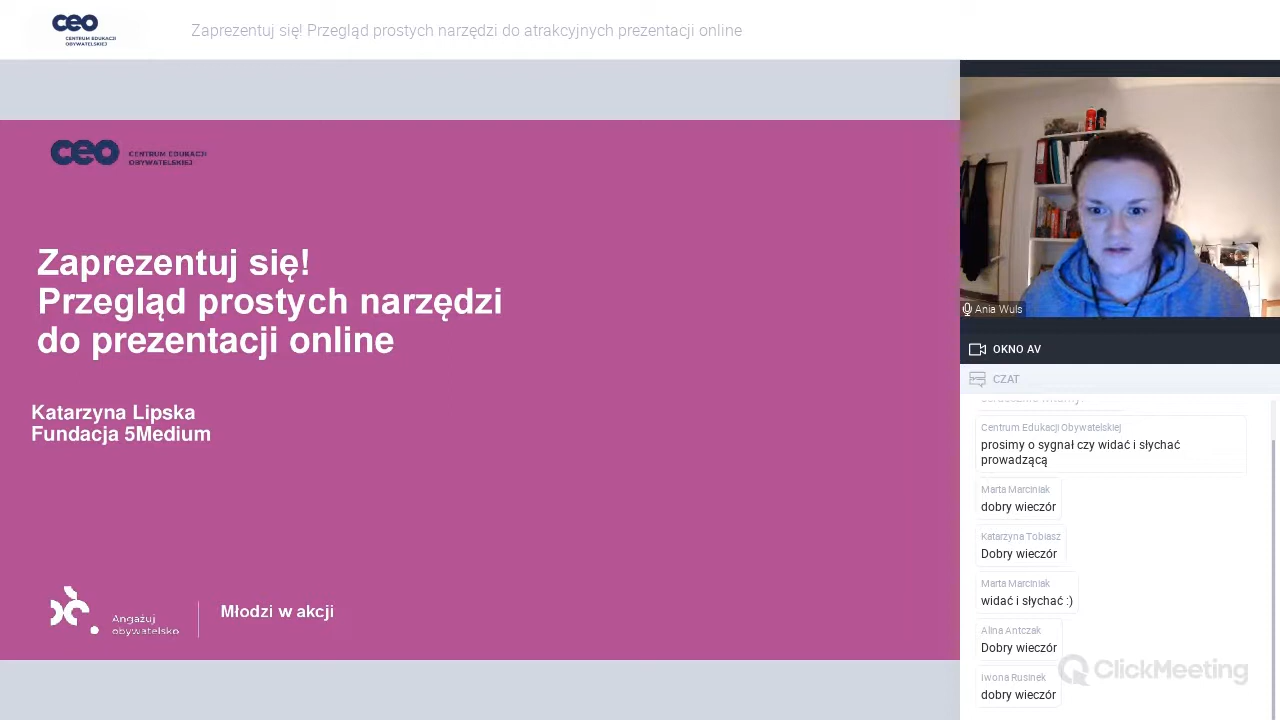 ceo
CENTRUM EDUKACJI
OBYWATELSKIEJ
Zaprezentuj się! Przegląd prostych narzędzi do atrakcyjnych prezentacji online
ceo
CENTRUM EDUKACJI
OBYWATELSKIEJ
Zaprezentuj się!
Przegląd prostych narzędzi
do prezentacji online
Katarzyna Lipska
Fundacja 5Medium
Angażuj
obywatelsko
Młodzi w akcji
Ania Wuls
OKNO AV
CZAT
Centrum Edukacji Obywatelskiej
prosimy o sygnał czy widać i słychać
prowadzącą
Marta Marciniak
dobry wieczór
Katarzyna Tobiasz
Dobry wieczór
Marta Marciniak
widać i słychać :)
Alina Antczak
Dobry wieczór
Iwona Rusinek
dobry wieczór
ClickMeeting